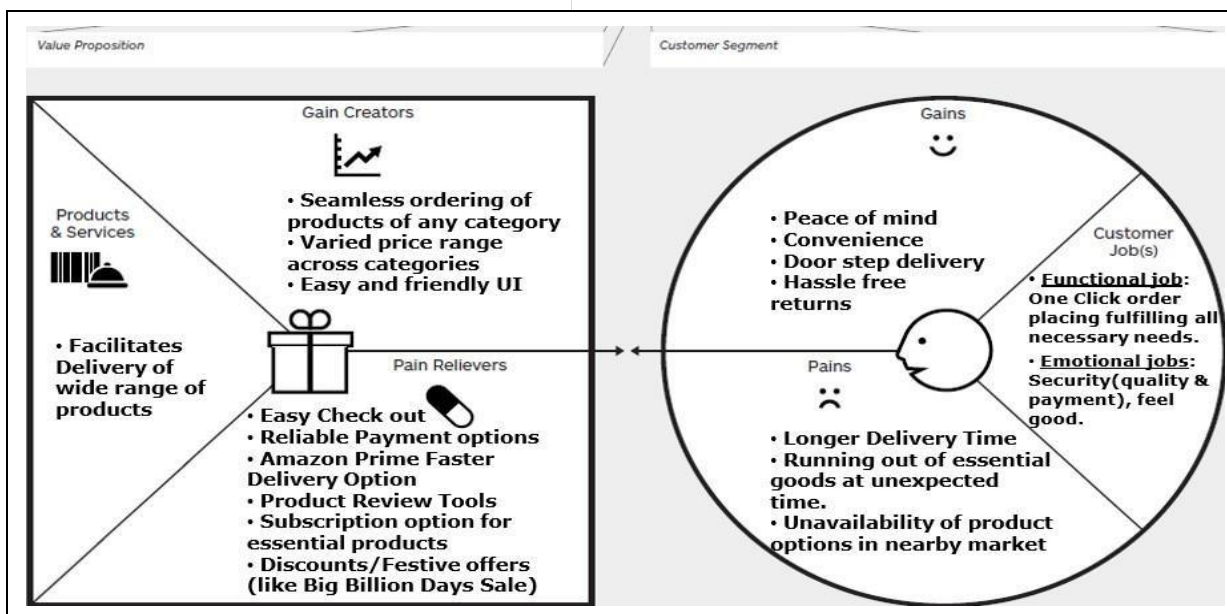 Value Proposition
Customer Segment
Gain Creators
• Seamless ordering of
products of any category
• Varied price range
across categories
• Easy and friendly UI
Products
& Services
• Facilitates
Delivery of
wide range of
products
Pain Relievers
• Easy Check out
• Reliable Payment options
• Amazon Prime Faster
Delivery Option
• Product Review Tools
• Subscription option for
essential products
• Discounts/Festive offers
(like Big Billion Days Sale)
Gains
• Peace of mind
• Convenience
• Door step delivery
• Hassle free
returns
Customer
Job(s)
• Functional job:
One Click order
placing fulfilling all
necessary needs.
• Emotional jobs:
Security(quality &
payment), feel
good.
Pains
• Longer Delivery Time
• Running out of essential
goods at unexpected
time.
• Unavailability of product
options in nearby market